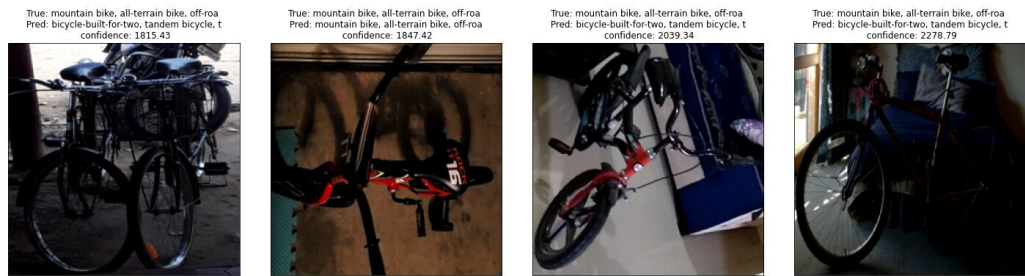 True: mountain bike, all-terrain bike, off-roa
Pred: bicycle-built-for-two, tandem bicycle, t
confidence: 1815.43
True: mountain bike, all-terrain bike, off-roa
Pred: mountain bike, all-terrain bike, off-roa
confidence: 1847.42
True: mountain bike, all-terrain bike, off-roa
Pred: bicycle-built-for-two, tandem bicycle, t
confidence: 2039.34
True: mountain bike, all-terrain bike, off-roa
Pred: bicycle-built-for-two, tandem bicycle, t
confidence: 2278.79
16